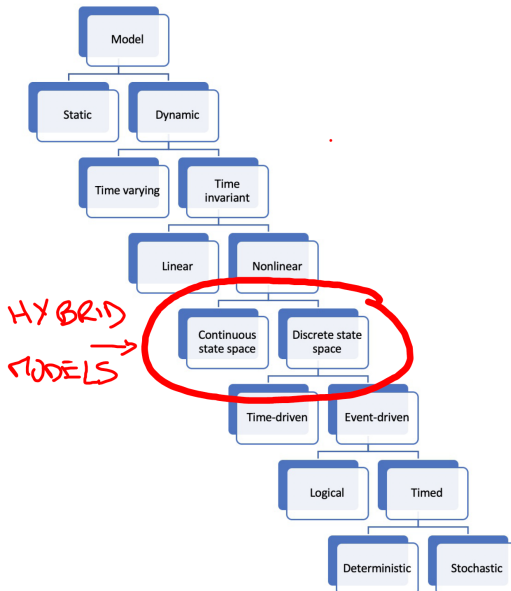 Model
Static
Dynamic
Time varying
Time
invariant
Linear
Nonlinear
HYBRID
MODELS
Continuous
state space
Discrete state
space
Time-driven
Event-driven
Logical
Timed
Deterministic
Stochastic